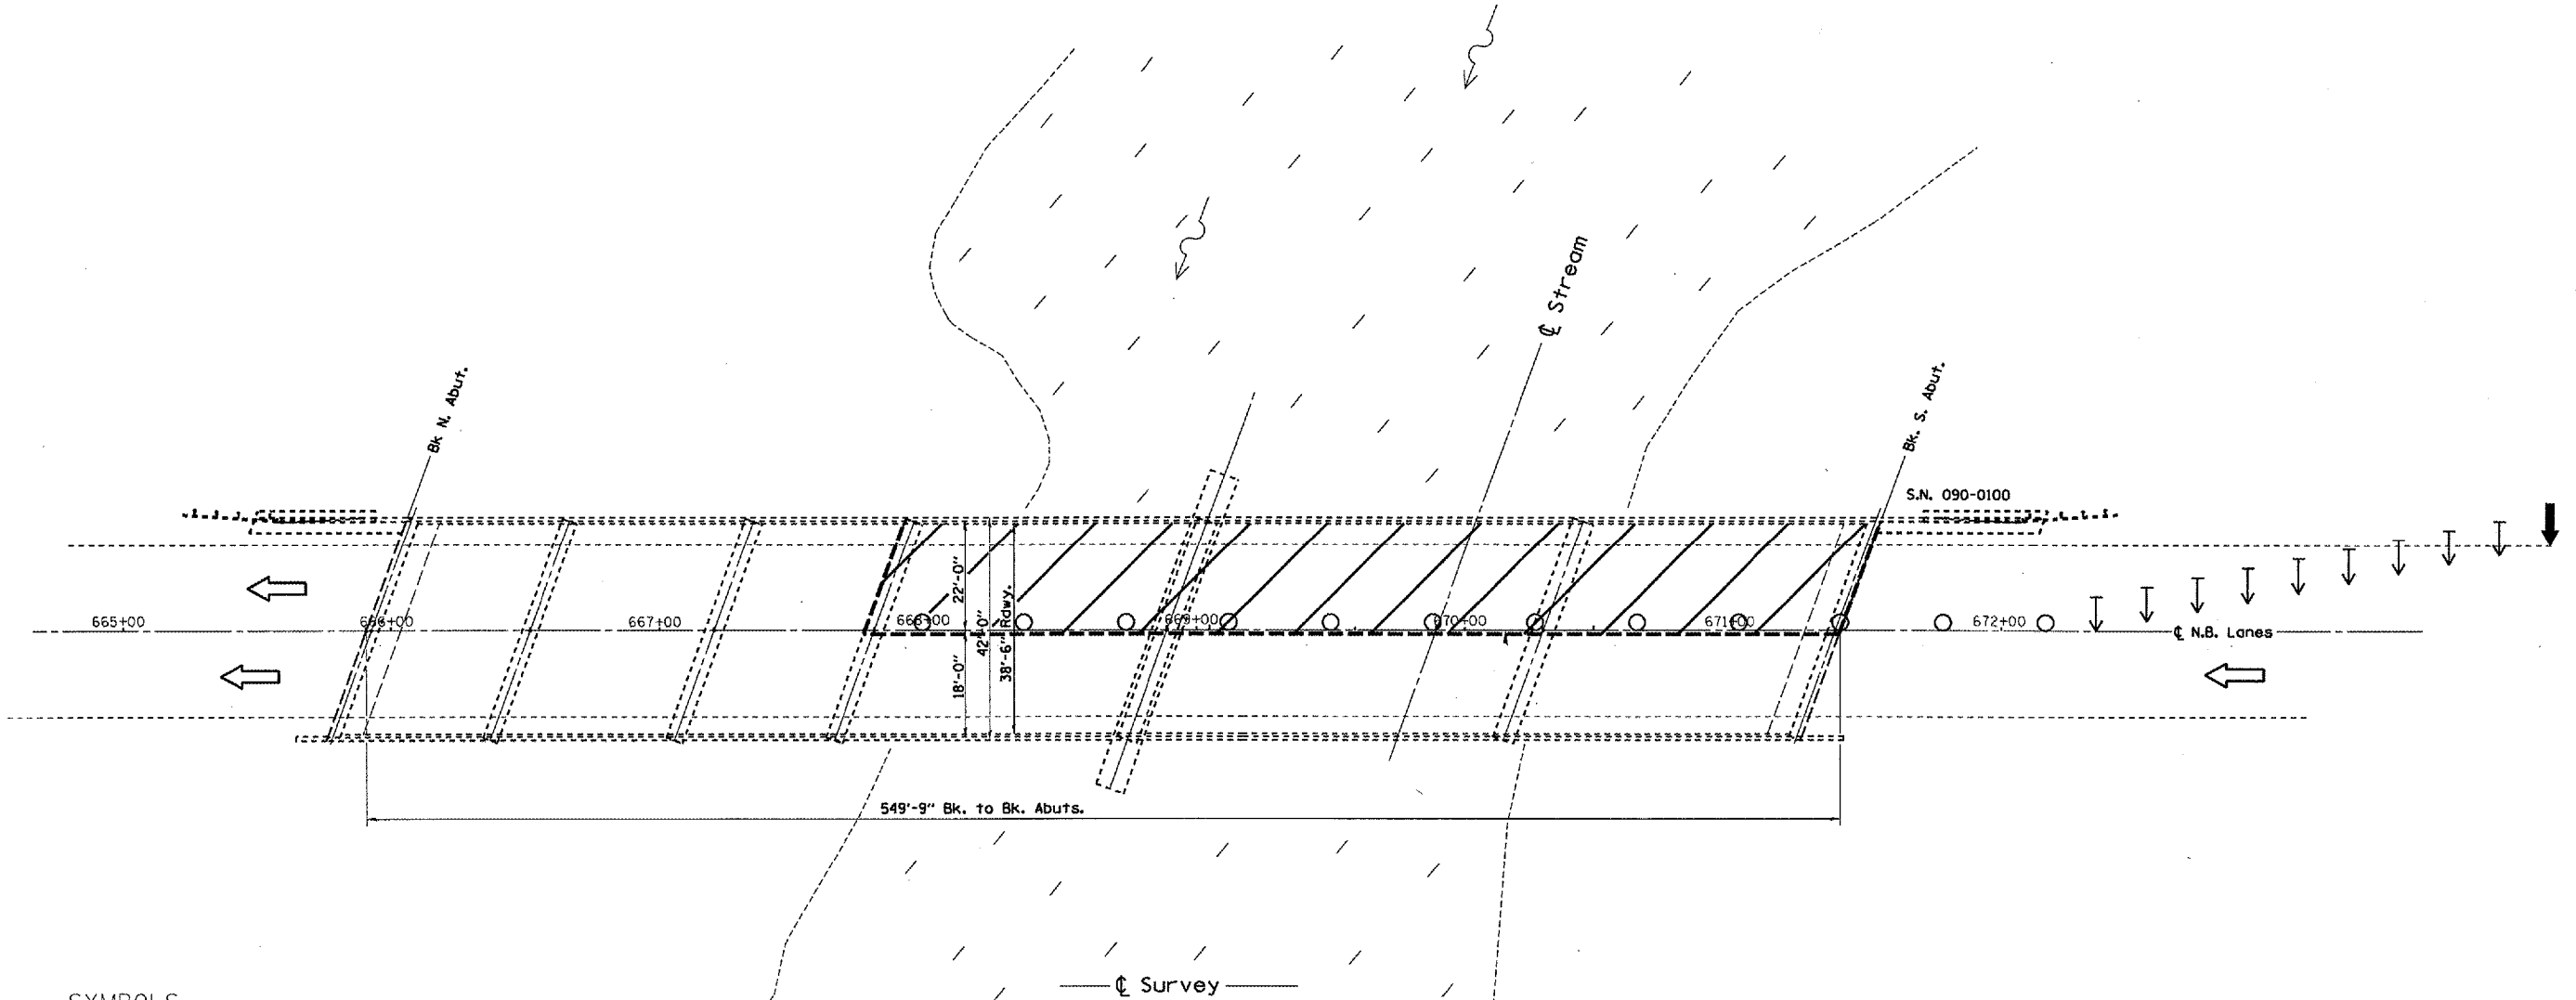 ℄ Stream
Bk N. Abut.
Bk. S. Abut.
S.N. 090-0100
22'-0"
42'-0"
38'-6" Rdwy.
18'-0"
665+00
666+00
667+00
668+00
669+00
670+00
671+00
672+00
℄ N.B. Lanes
549'-9" Bk. to Bk. Abuts.
℄ Survey
SYMBOLS